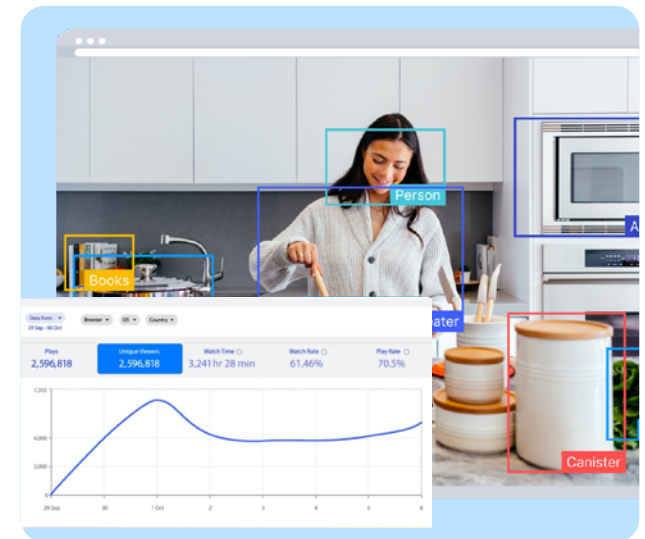 Person
A
Books
eater
Canister
Data from:
29 Sep - 06 Oct
Browser
OS
Country
Plays
2,596,818
Unique Viewers
2,596,818
Watch Time
3,241 hr 28 min
Watch Rate
61.46%
Play Rate
70.5%
4,000
2,000
0
29 Sep
30
1 Oct
2
3
4
5
6